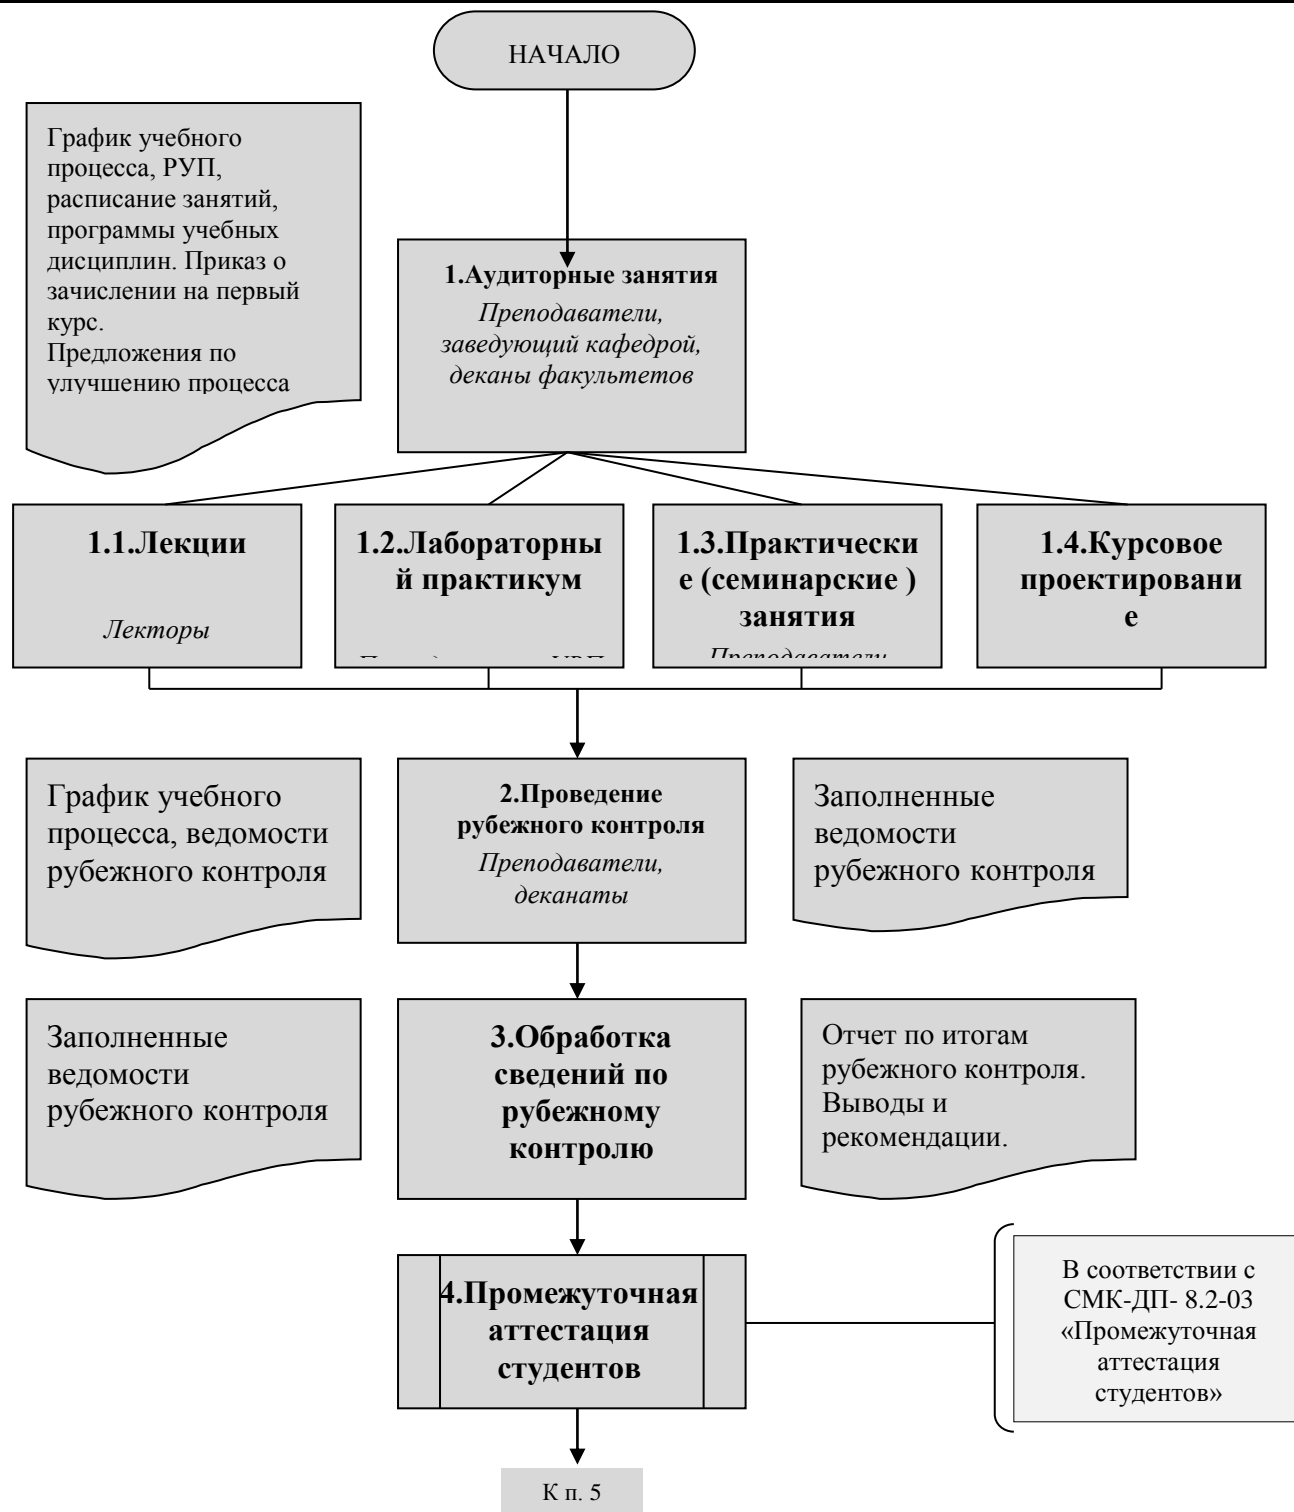 НАЧАЛО
График учебного
процесса, РУП,
расписание занятий,
программы учебных
дисциплин. Приказ о
зачислении на первый
курс.
Предложения по
улучшению процесса
1.Аудиторные занятия
Преподаватели,
заведующий кафедрой,
деканы факультетов
1.1.Лекции
Лекторы
1.2.Лабораторны
й практикум
1.3.Практически
е (семинарские )
занятия
Преподаватели
1.4.Курсовое
проектировани
е
График учебного
процесса, ведомости
рубежного контроля
2.Проведение
рубежного контроля
Преподаватели,
деканаты
Заполненные
ведомости
рубежного контроля
Заполненные
ведомости
рубежного контроля
3.Обработка
сведений по
рубежному
контролю
Отчет по итогам
рубежного контроля.
Выводы и
рекомендации.
4.Промежуточная
аттестация
студентов
В соответствии с
СМК-ДП- 8.2-03
«Промежуточная
аттестация
студентов»
К п. 5